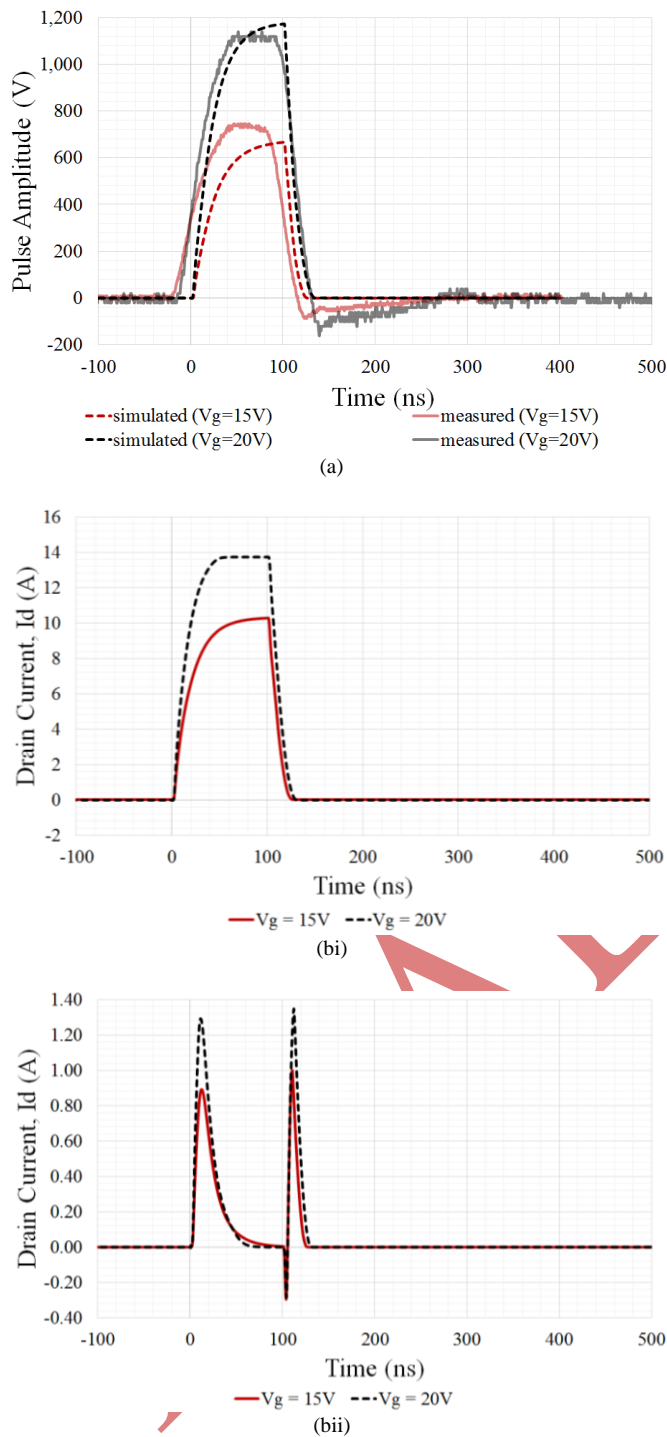 1,200
1,000
800
600
400
200
0
-200
Pulse Amplitude (V)
-100 0 100 200 300 400 500
Time (ns)
simulated (Vg=15V) measured (Vg=15V)
simulated (Vg=20V) measured (Vg=20V)
(a)
16
14
12
10
8
6
4
2
0
-2
Drain Current, Id (A)
-100 0 100 200 300 400 500
Time (ns)
Vg = 15V Vg = 20V
(bi)
1.40
1.20
1.00
0.80
0.60
0.40
0.20
0.00
-0.20
-0.40
Drain Current, Id (A)
-100 0 100 200 300 400 500
Time (ns)
Vg = 15V Vg = 20V
(bii)